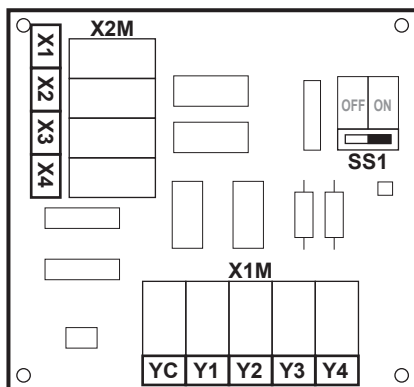 X2M
X1
X2
X3
X4
OFF ON
SS1
X1M
YC Y1 Y2 Y3 Y4